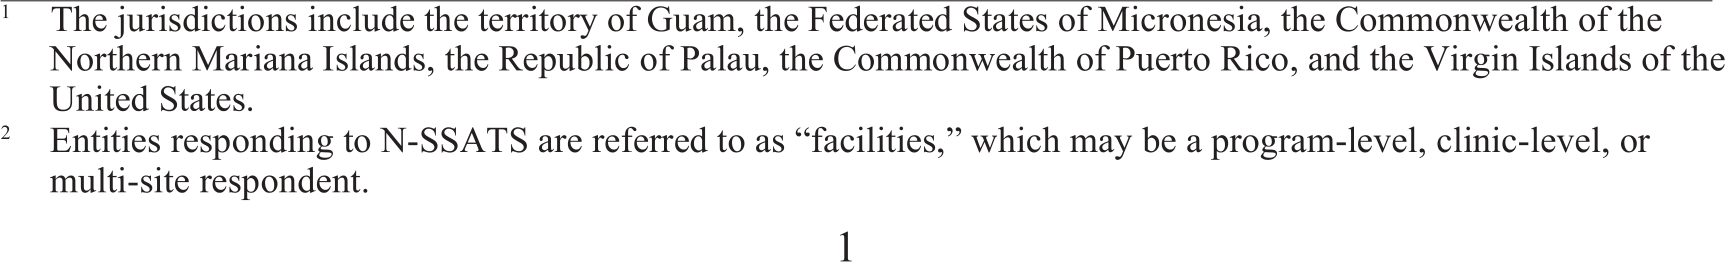 1 The jurisdictions include the territory of Guam, the Federated States of Micronesia, the Commonwealth of the
Northern Mariana Islands, the Republic of Palau, the Commonwealth of Puerto Rico, and the Virgin Islands of the
United States.
2 Entities responding to N-SSATS are referred to as “facilities,” which may be a program-level, clinic-level, or
multi-site respondent.
1